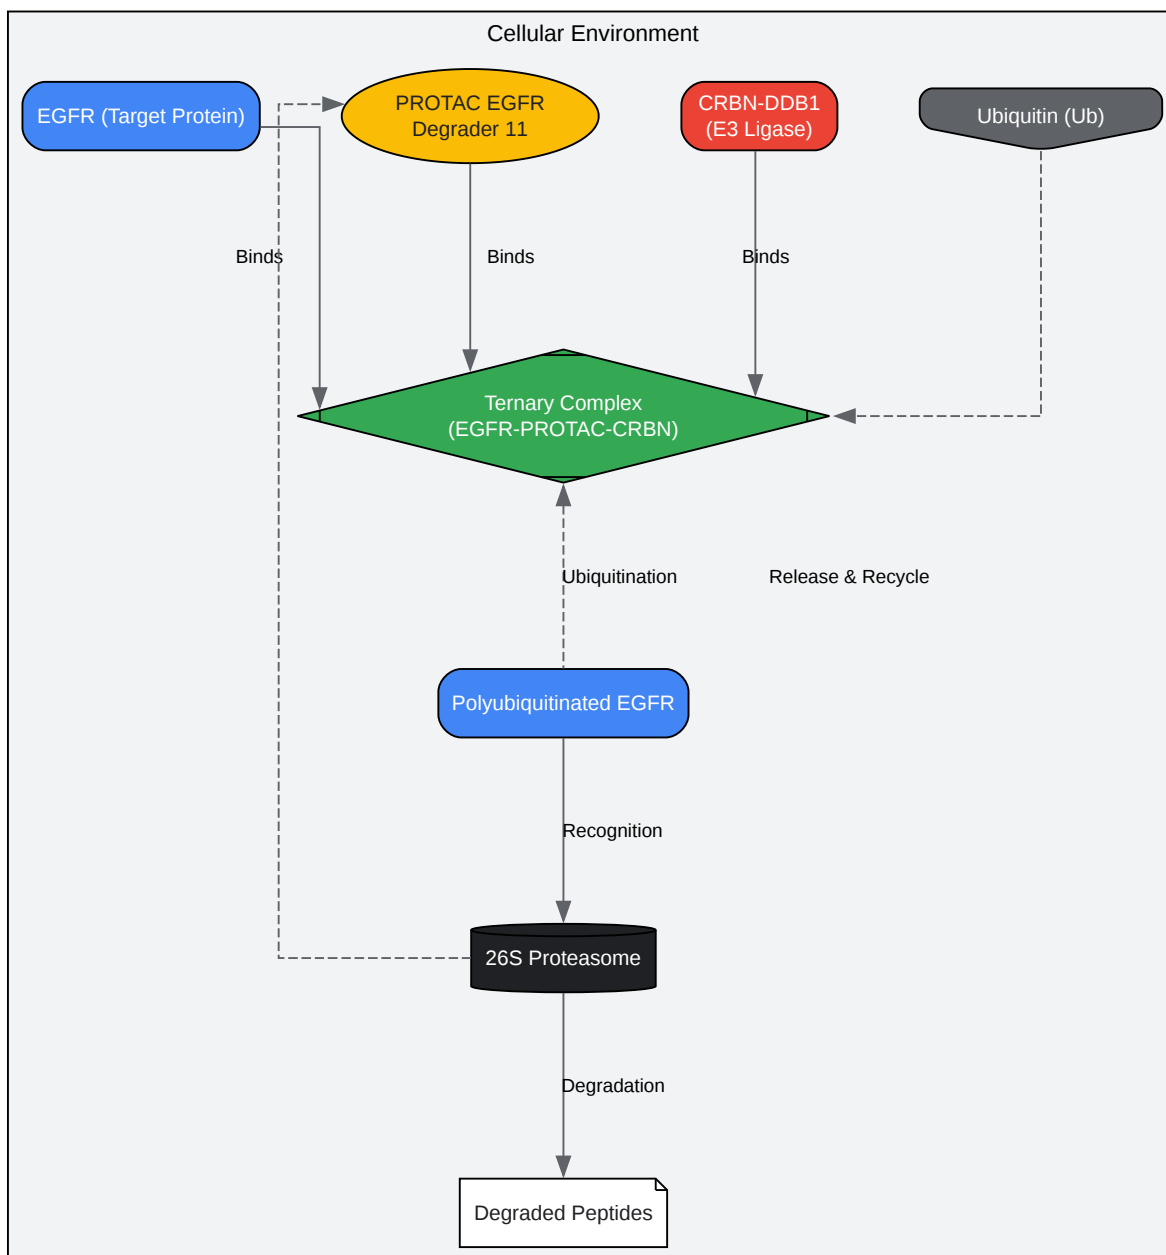 Cellular Environment
EGFR (Target Protein)
PROTAC EGFR
Degrader 11
CRBN-DDB1
(E3 Ligase)
Ubiquitin (Ub)
Binds
Binds
Binds
Ternary Complex
(EGFR-PROTAC-CRBN)
Ubiquitination
Release & Recycle
Polyubiquitinated EGFR
Recognition
26S Proteasome
Degradation
Degraded Peptides